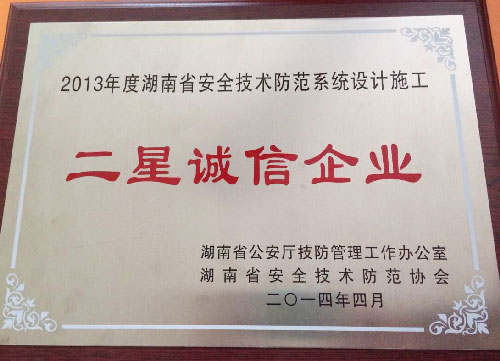 2013年度湖南省安全技术防范系统设计施工
二星诚信企业
湖南省公安厅技防管理工作办公室
湖南省安全技术防范协会
二〇一四年四月